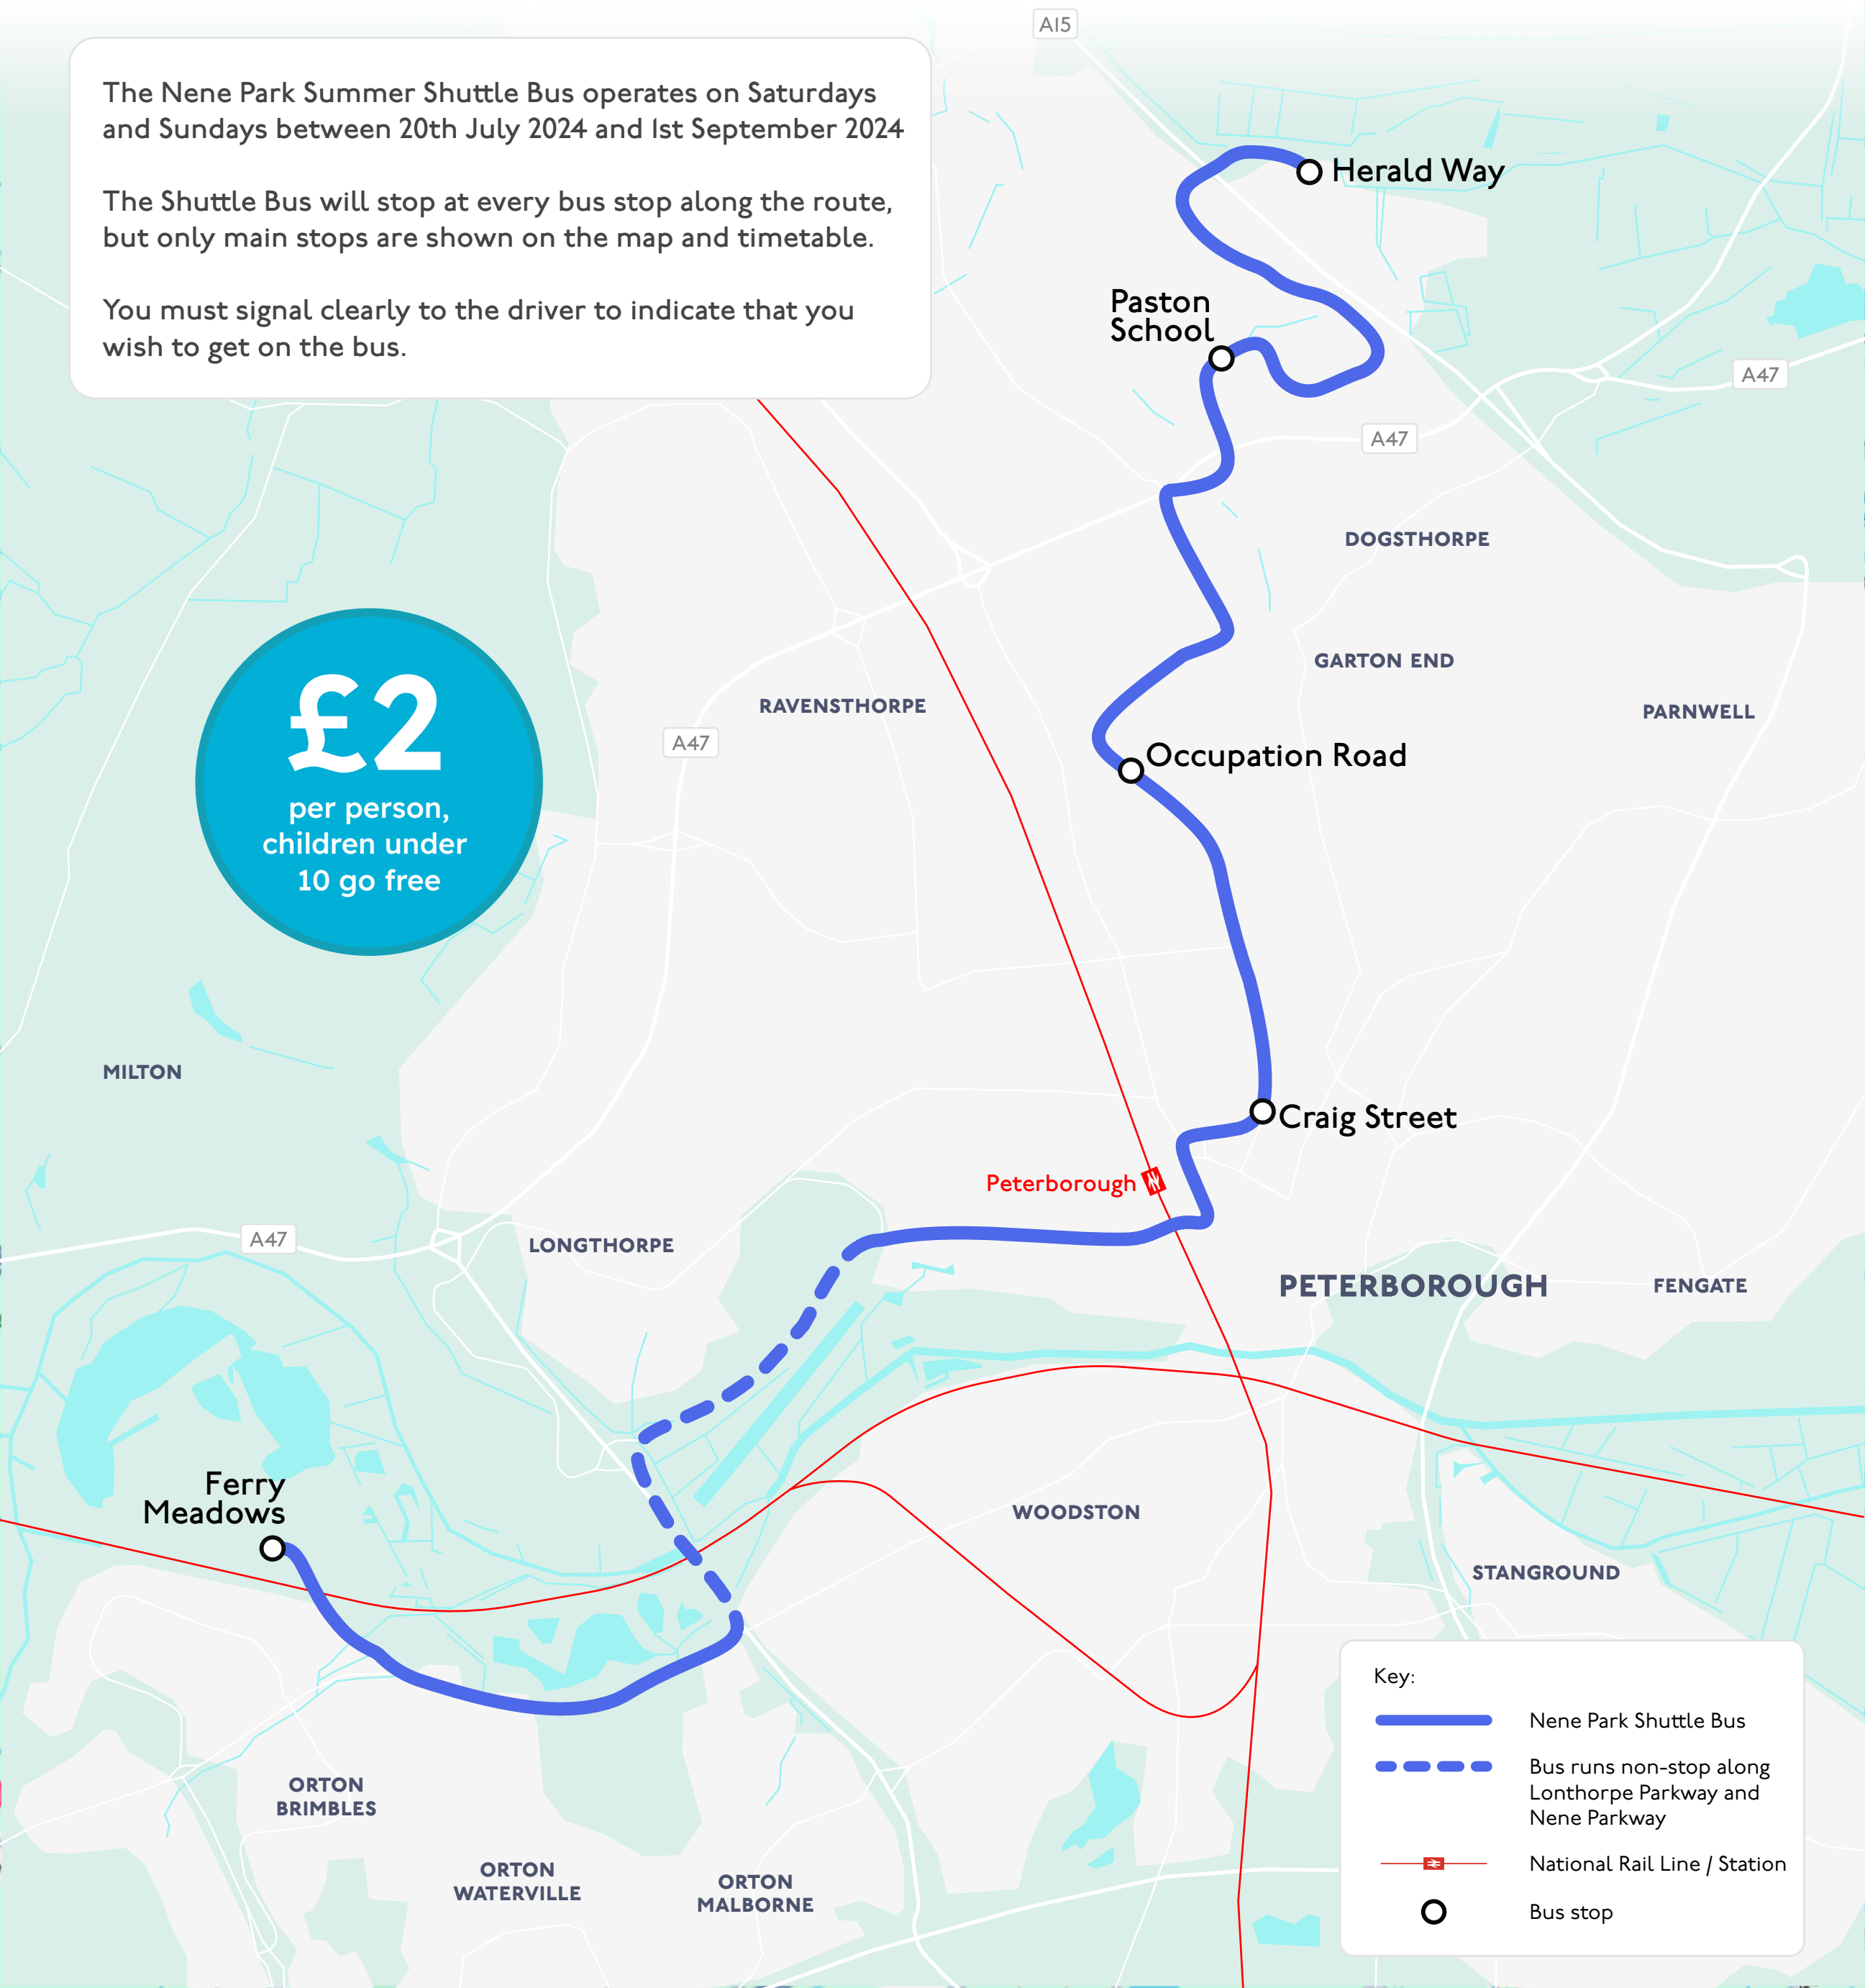 A15
The Nene Park Summer Shuttle Bus operates on Saturdays
and Sundays between 20th July 2024 and 1st September 2024
The Shuttle Bus will stop at every bus stop along the route,
but only main stops are shown on the map and timetable.
You must signal clearly to the driver to indicate that you
wish to get on the bus.
Herald Way
Paston
School
A47
A47
DOGSTHORPE
GARTON END
£2
per person,
children under
10 go free
RAVENSTHORPE
PARNWELL
A47
Occupation Road
MILTON
Craig Street
Peterborough
A47
LONGTHORPE
PETERBOROUGH
FENGATE
Ferry
Meadows
WOODSTON
STANGROUND
Key:
Nene Park Shuttle Bus
Bus runs non-stop along
Lonthorpe Parkway and
Nene Parkway
National Rail Line / Station
Bus stop
ORTON
BRIMBLES
ORTON
WATERVILLE
ORTON
MALBORNE